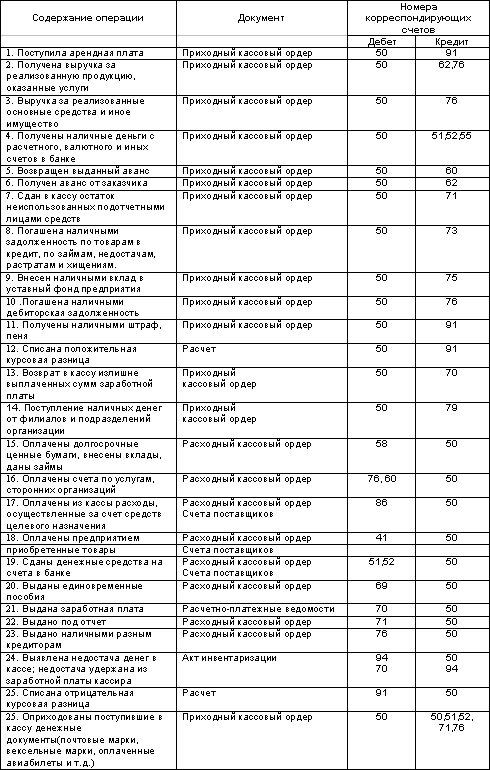 Содержание операции
Документ
Номера
корреспондирующих
счетов
Дебет
Кредит
1. Поступила арендная плата
Приходный кассовый ордер
50
91
2. Получена выручка за
реализованную продукцию,
оказанные услуги
Приходный кассовый ордер
50
62,76
3. Выручка за реализованные
основные средства и иное
имущество
Приходный кассовый ордер
50
76
4. Получены наличные деньги с
расчетного, валютного и иных
счетов в банке
Приходный кассовый ордер
50
51,52,55
5. Возвращен выданный аванс
Приходный кассовый ордер
50
60
6. Получен аванс от заказчика
Приходный кассовый ордер
50
62
7. Сдан в кассу остаток
неиспользованных подотчетными
лицами средств
Приходный кассовый ордер
50
71
8. Погашена наличными
задолженность по товарам в
кредит, по займам, недостачам,
растратам и хищениям.
Приходный кассовый ордер
50
73
9. Внесен наличными вклад в
уставный фонд предприятия
Приходный кассовый ордер
50
75
10 .Погашена наличными
дебиторская задолженность
Приходный кассовый ордер
50
76
11. Получены наличными штраф,
пеня
Приходный кассовый ордер
50
91
12. Списана положительная
курсовая разница
Расчет
50
91
13. Возврат в кассу излишне
выплаченных сумм заработной
платы
Приходный
кассовый ордер
50
70
14. Поступление наличных денег
от филиалов и подразделений
организации
Приходный
кассовый ордер
50
79
15. Оплачены долгосрочные
ценные бумаги, внесены вклады,
даны займы
Расходный кассовый ордер
58
50
16. Оплачены счета по услугам,
сторонних организаций
Расходный кассовый ордер
76, 60
50
17. Оплачены из кассы расходы,
осуществленные за счет средств
целевого назначения
Расходный кассовый ордер
Счета поставщиков
86
50
18. Оплачены предприятием
приобретенные товары
Расходный кассовый ордер
Счета поставщиков
41
50
19. Сданы денежные средства на
счета в банке
Расходный кассовый ордер
Счета поставщиков
51,52
50
20. Выданы единовременные
пособия
Расходный кассовый ордер
69
50
21. Выдана заработная плата
Расчетно-платежные ведомости
70
50
22. Выдано под отчет
Расходный кассовый ордер
71
50
23. Выдано наличными разным
кредиторам
Расходный кассовый ордер
76
50
24. Выявлена недостача денег в
кассе; недостача удержана из
заработной платы кассира
Акт инвентаризации
94
70
50
94
25. Списана отрицательная
курсовая разница
Расчет
91
50
25. Оприходованы поступившие в
кассу денежные
документы(почтовые марки,
вексельные марки, оплаченные
авиабилеты и т.д.)
Приходный кассовый ордер
50
50,51,52,
71,76